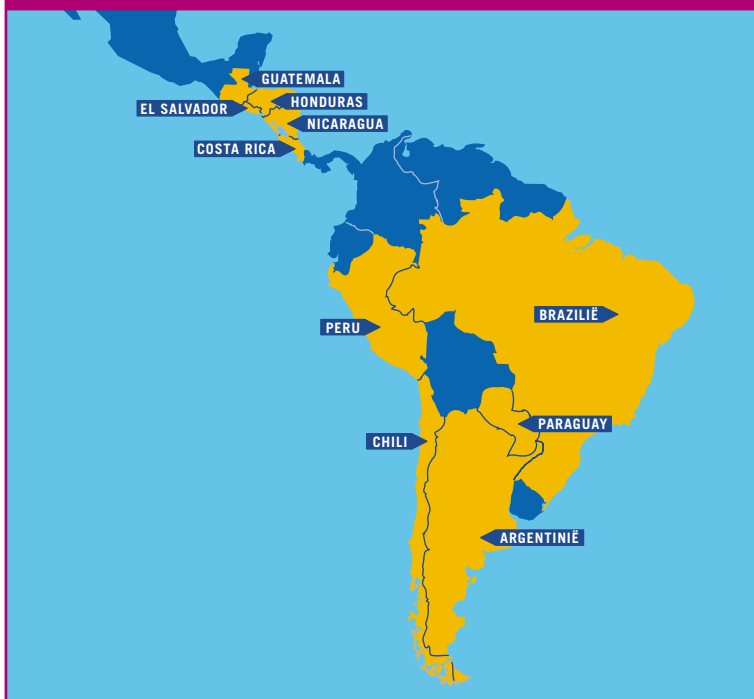 GUATEMALA
HONDURAS
EL SALVADOR
NICARAGUA
COSTA RICA
BRAZILIË
PERU
PARAGUAY
CHILI
ARGENTINIË